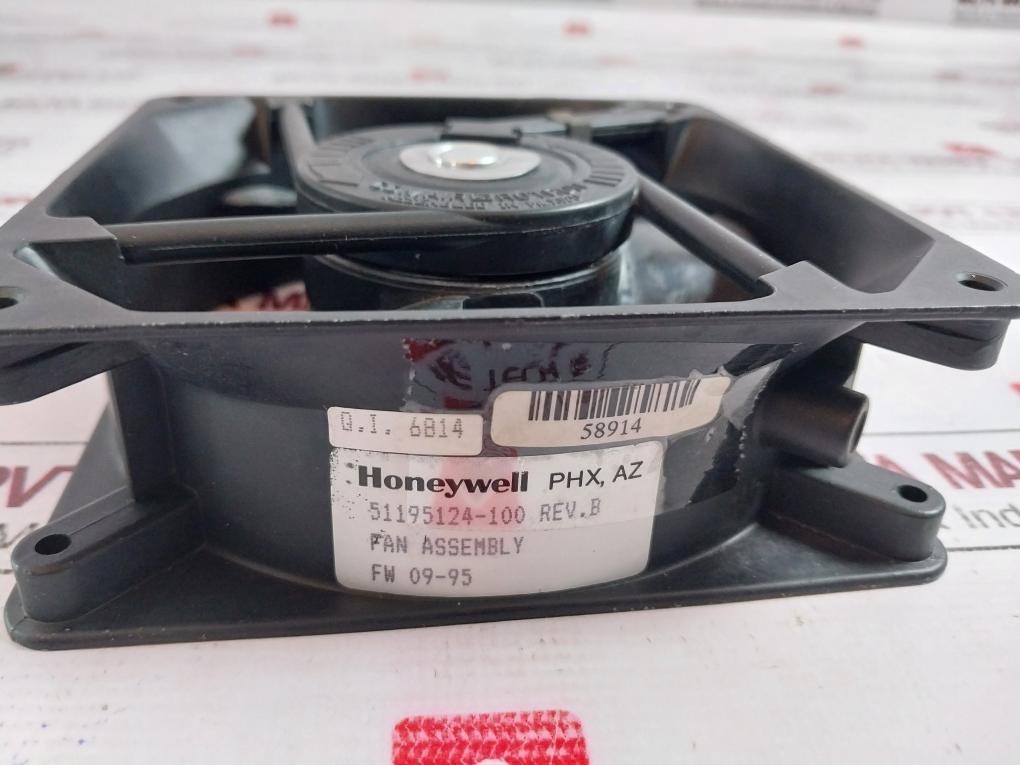 Q.I. 6814
58914
Honeywell PHX, AZ
51195124-100 REV.B
FAN ASSEMBLY
FW 09-95